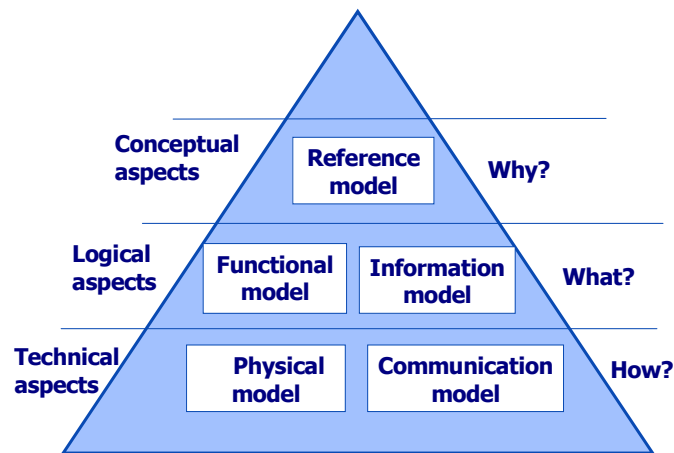 Conceptual
aspects
Reference
model
Why?
Logical
aspects
Functional
model
Information
model
What?
Technical
aspects
Physical
model
Communication
model
How?